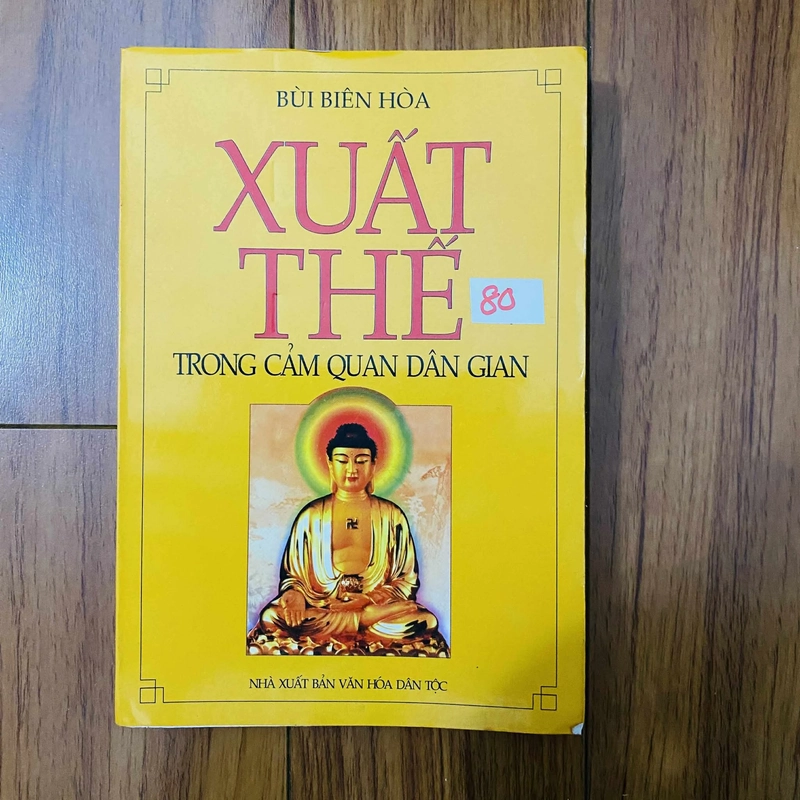 BÙI BIÊN HÒA
XUẤT
THẾ
80
TRONG CẢM QUAN DÂN GIAN
NHÀ XUẤT BẢN VĂN HÓA DÂN TỘC